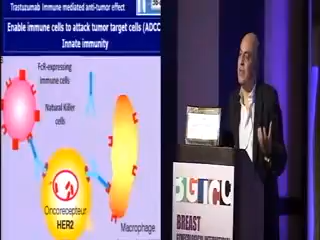 Trastuzumab Immune mediated anti-tumor effect
Enable immune cells to attack tumor target cells (ADCC
Innate immunity
FcR-expressing
immune cells
Natural Killer
cells
Oncorecepteur
HER2
Macrophage
BGICC
BREAST